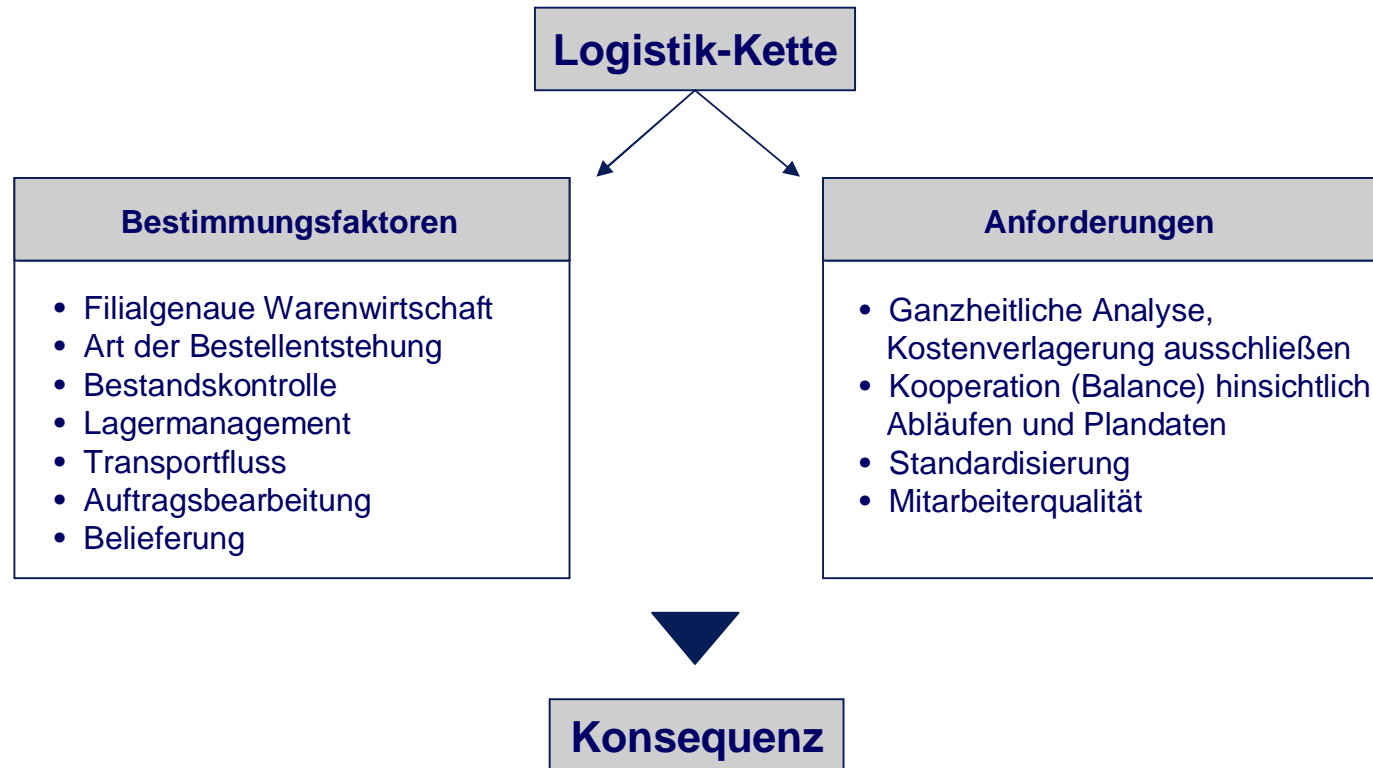 Logistik-Kette
Bestimmungsfaktoren
• Filialgenaue Warenwirtschaft
• Art der Bestellentstehung
• Bestandskontrolle
• Lagermanagement
• Transportfluss
• Auftragsbearbeitung
• Belieferung
Anforderungen
• Ganzheitliche Analyse,
Kostenverlagerung ausschließen
• Kooperation (Balance) hinsichtlich
Abläufen und Plandaten
• Standardisierung
• Mitarbeiterqualität
Konsequenz